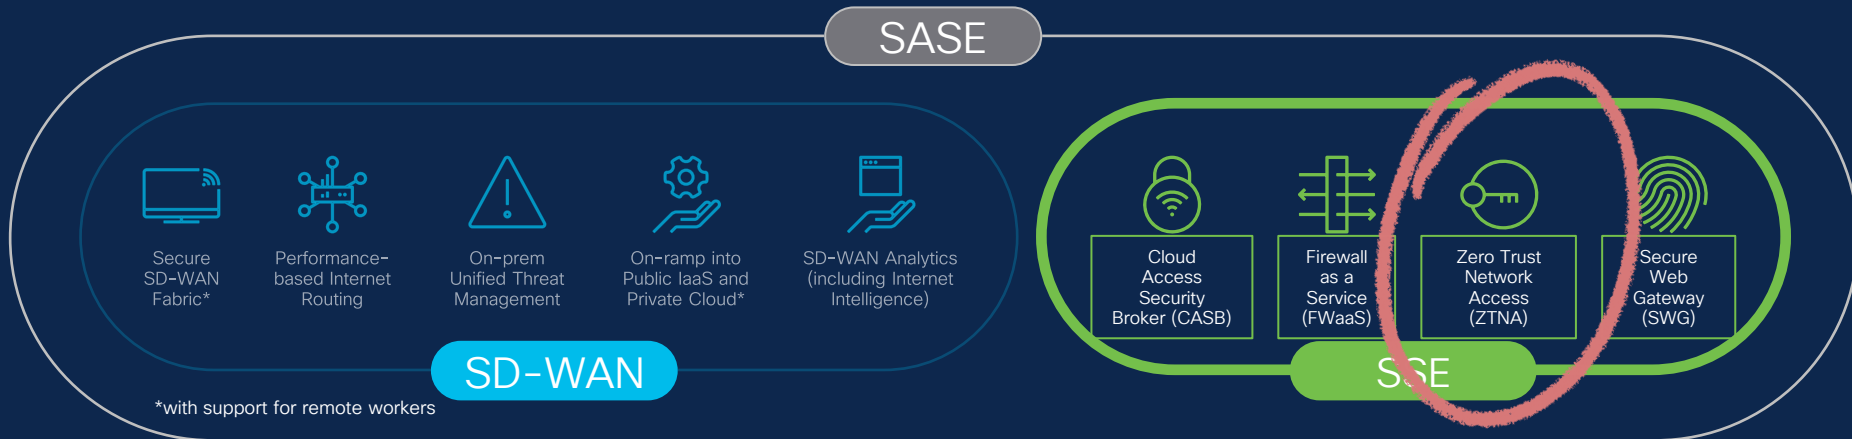 SASE
Secure
SD-WAN
Fabric*
Performance-
based Internet
Routing
On-prem
Unified Threat
Management
On-ramp into
Public IaaS and
Private Cloud*
SD-WAN Analytics
(including Internet
Intelligence)
SD-WAN
*with support for remote workers
Cloud
Access
Security
Broker (CASB)
Firewall
as a
Service
(FWaaS)
Zero Trust
Network
Access
(ZTNA)
Secure
Web
Gateway
(SWG)
SSE